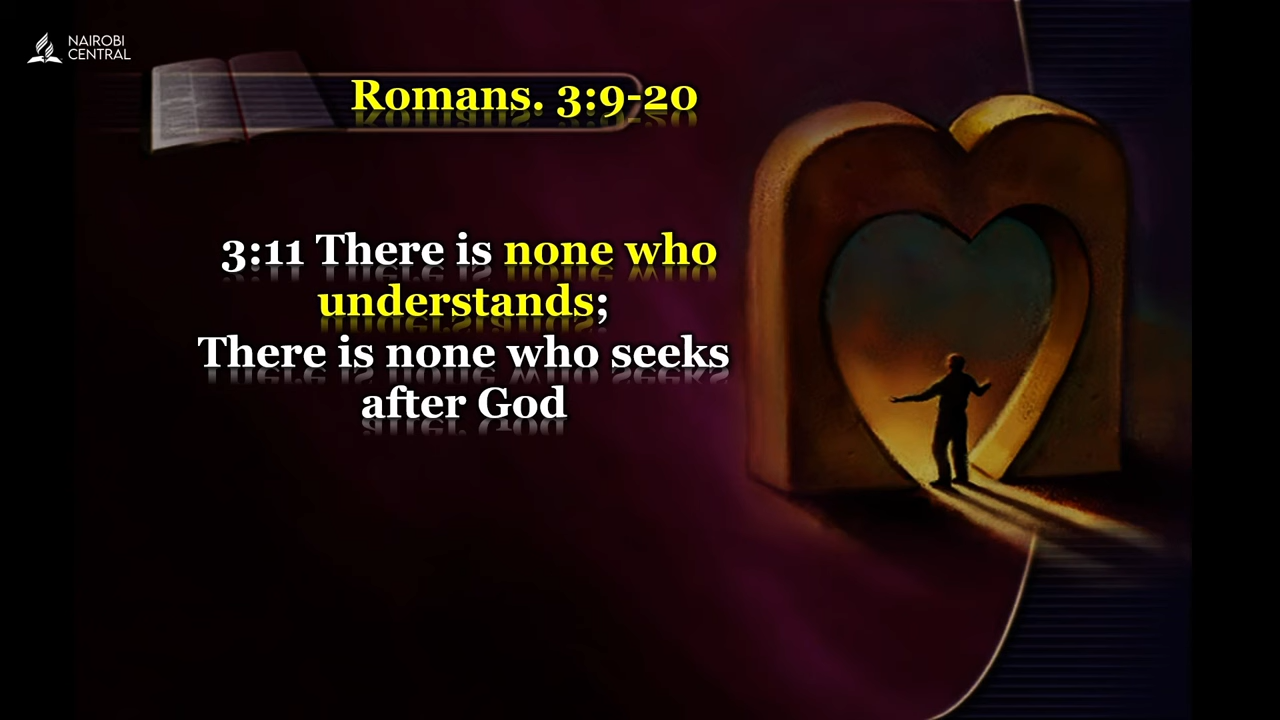 NAIROBI
CENTRAL
Romans. 3:9-20
3:11 There is none who
understands;
There is none who seeks
after God